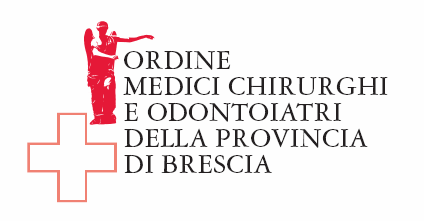 ORDINE
MEDICI CHIRURGHI
E ODONTOIATRI
DELLA PROVINCIA
DI BRESCIA